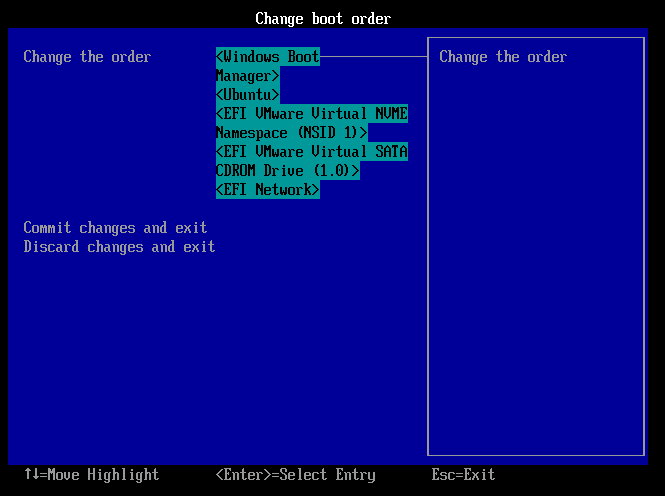 Change boot order
Change the order <Windows Boot Change the order
Manager>
<Ubuntu>
<EFI VMware Virtual NVME
Namespace (NSID 1)>
<EFI VMware Virtual SATA
CDROM Drive (1.0)>
<EFI Network>
Commit changes and exit
Discard changes and exit
↑↓=Move Highlight <Enter>=Select Entry Esc=Exit